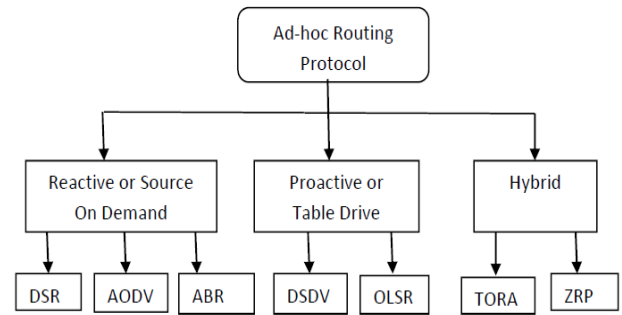 Ad-hoc Routing
Protocol
Reactive or Source
On Demand
Proactive or
Table Drive
Hybrid
DSR
AODV
ABR
DSDV
OLSR
TORA
ZRP